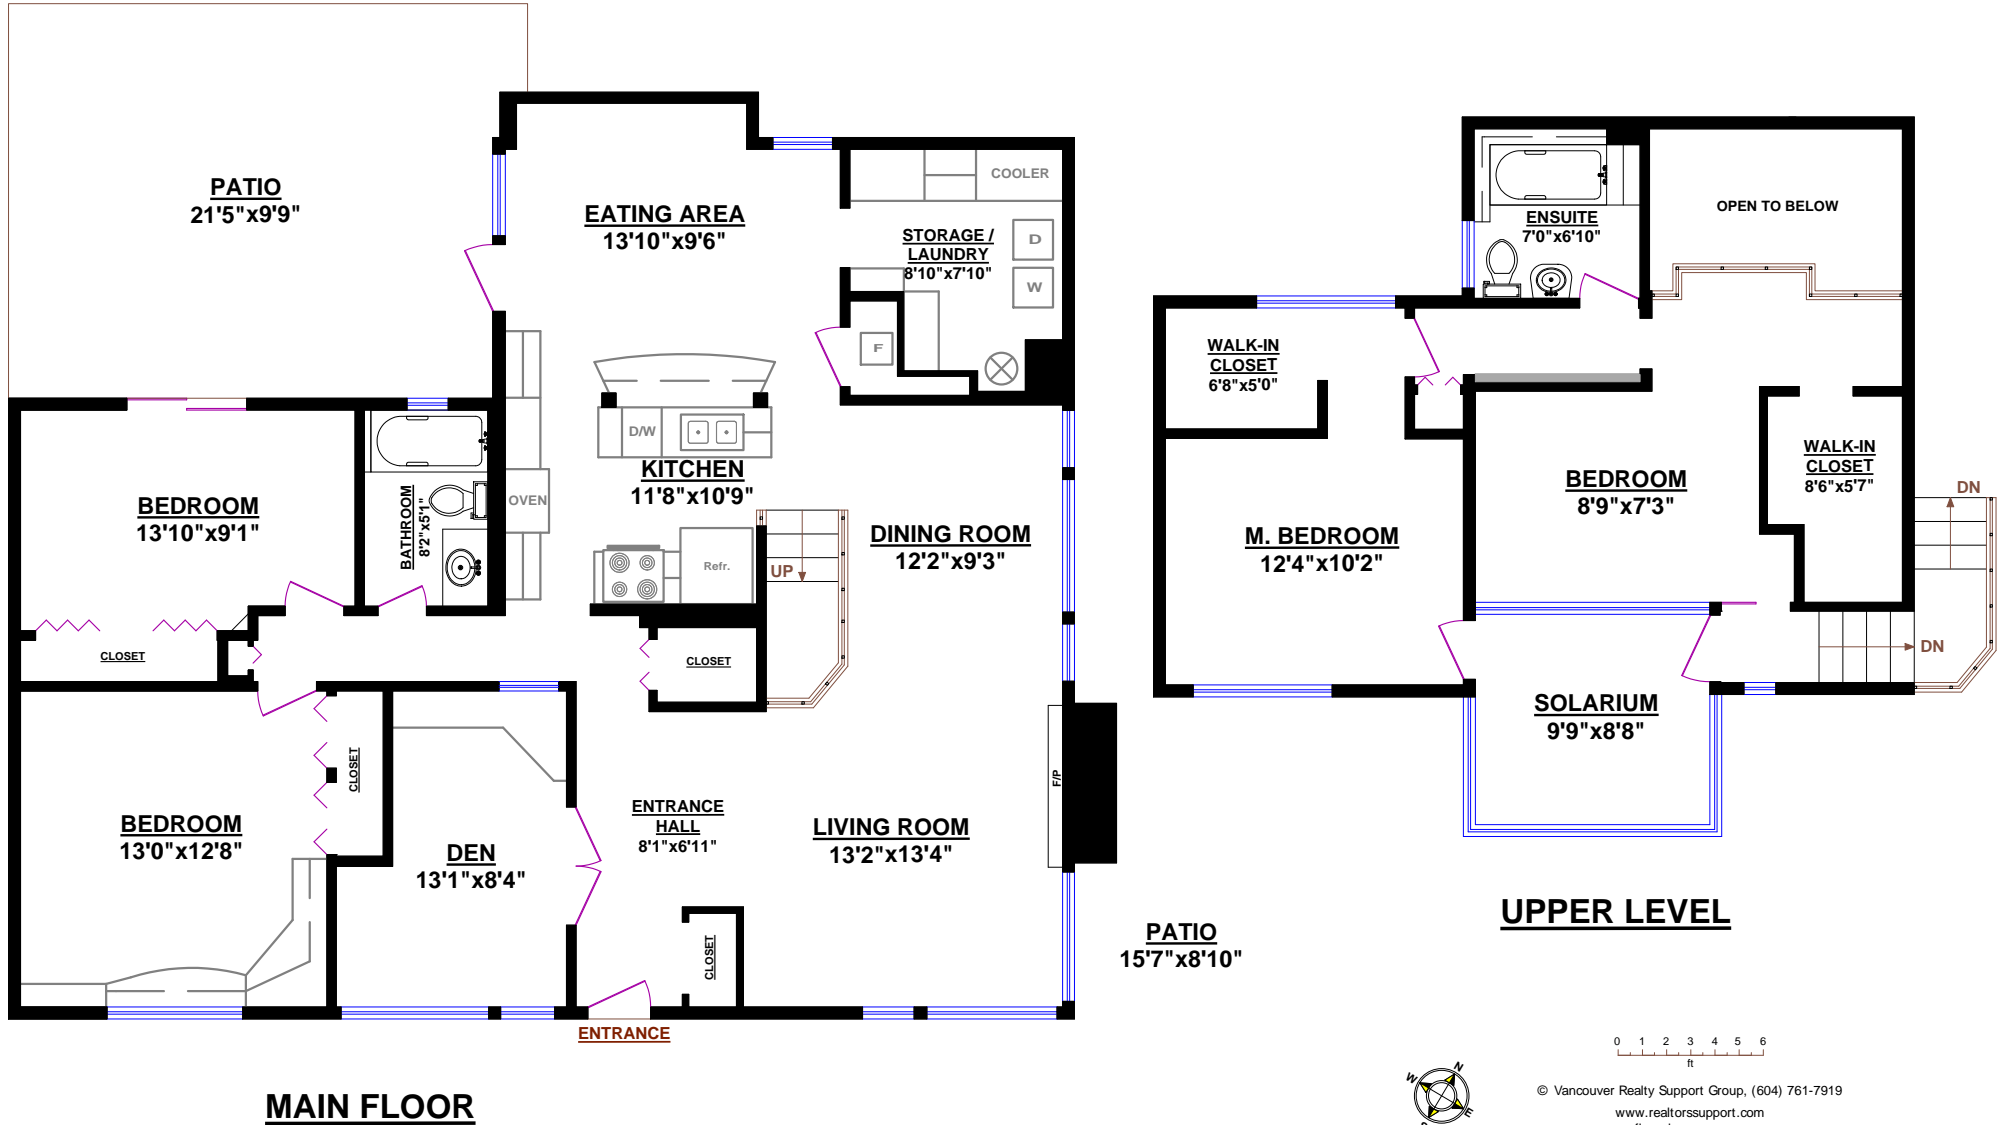 PATIO
21'5"x9'9"
EATING AREA
13'10"x9'6"
COOLER
STORAGE /
LAUNDRY
8'10"x7'10"
D
W
F
D/W
KITCHEN
11'8"x10'9"
OVEN
Refr.
BEDROOM
13'10"x9'1"
BATHROOM
8'2"x5'1"
DINING ROOM
12'2"x9'3"
UP
CLOSET
CLOSET
BEDROOM
13'0"x12'8"
CLOSET
DEN
13'1"x8'4"
ENTRANCE
HALL
8'1"x6'11"
LIVING ROOM
13'2"x13'4"
F/P
CLOSET
ENTRANCE
MAIN FLOOR
PATIO
15'7"x8'10"
ENSUITE
7'0"x6'10"
OPEN TO BELOW
WALK-IN
CLOSET
6'8"x5'0"
M. BEDROOM
12'4"x10'2"
BEDROOM
8'9"x7'3"
WALK-IN
CLOSET
8'6"x5'7"
DN
DN
SOLARIUM
9'9"x8'8"
UPPER LEVEL
0 1 2 3 4 5 6
ft
N
W
E
© Vancouver Realty Support Group, (604) 761-7919
www.realtorssupport.com